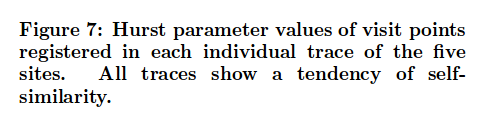 Figure 7: Hurst parameter values of visit points
registered in each individual trace of the five
sites. All traces show a tendency of self-
similarity.